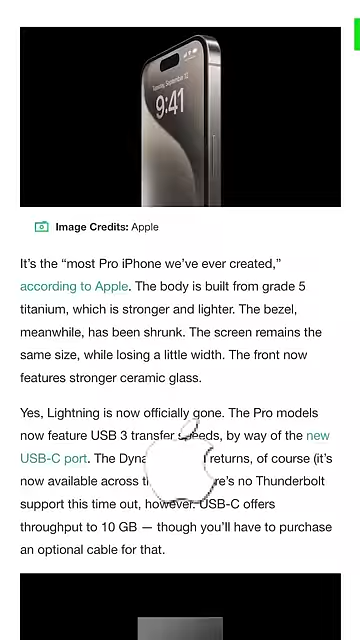 Tuesday, September 12
9:41
Image Credits: Apple
It’s the “most Pro iPhone we’ve ever created,”
according to Apple. The body is built from grade 5
titanium, which is stronger and lighter. The bezel,
meanwhile, has been shrunk. The screen remains the
same size, while losing a little width. The front now
features stronger ceramic glass.
Yes, Lightning is now officially gone. The Pro models
now feature USB 3 transfer speeds, by way of the new
USB-C port. The returns, of course (it’s
now available across no Thunderbolt
support this time out, however. USB-C offers
throughput to 10 GB — though you’ll have to purchase
an optional cable for that.